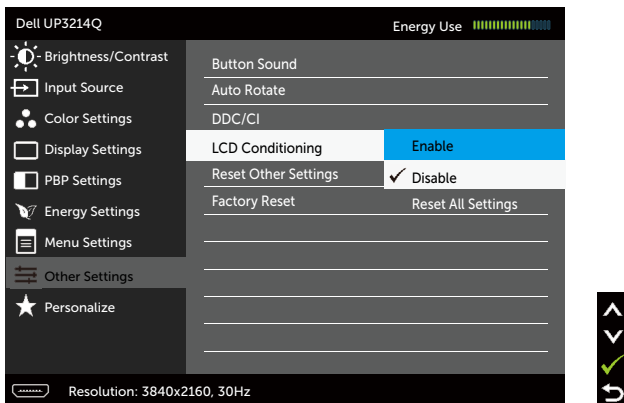 Dell UP3214Q
Energy Use
Brightness/Contrast
Input Source
Color Settings
Display Settings
PBP Settings
Energy Settings
Menu Settings
Other Settings
Personalize
Button Sound
Auto Rotate
DDC/CI
LCD Conditioning
Enable
Reset Other Settings
Disable
Factory Reset
Reset All Settings
Resolution: 3840x2160, 30Hz